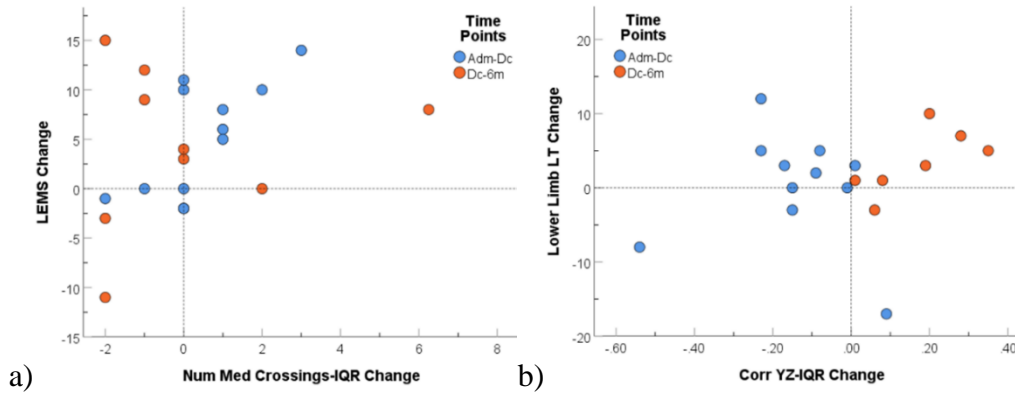 Time
Points
Adm-Dc
Dc-6m
LEMS Change
15
10
5
0
-5
-10
-15
-2
0
2
4
6
8
Num Med Crossings-IQR Change
a)
Time
Points
Adm-Dc
Dc-6m
Lower Limb LT Change
20
10
0
-10
-20
-.60
-.40
-.20
.00
.20
.40
Corr YZ-IQR Change
b)